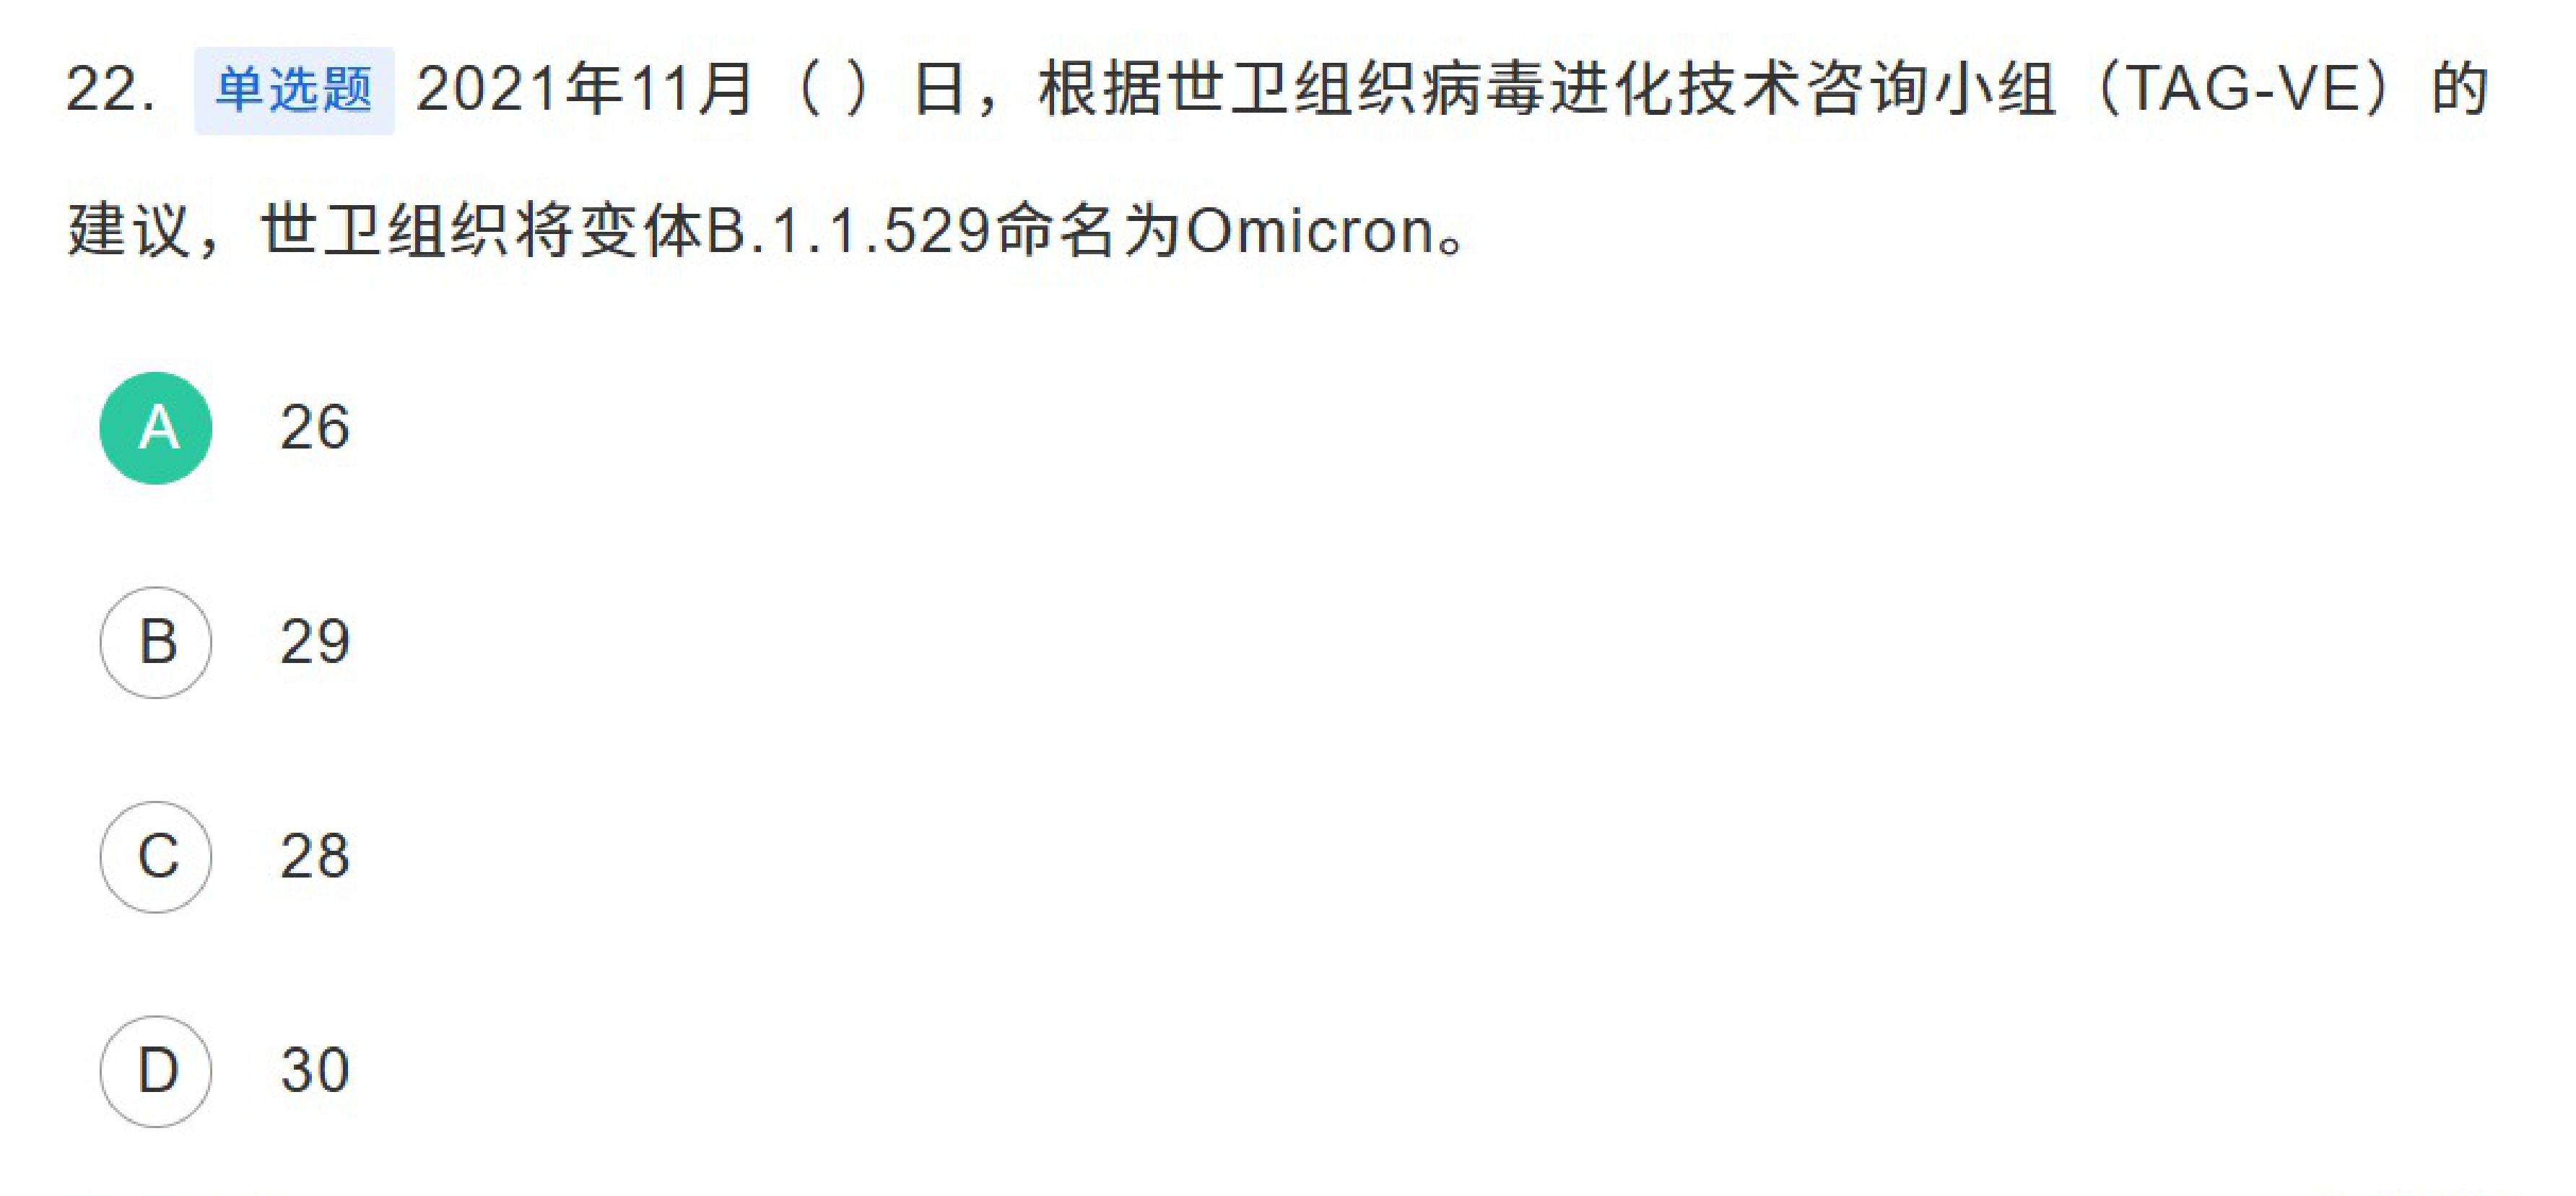 22. 单选题 2021年11月（ ）日，根据世卫组织病毒进化技术咨询小组（TAG-VE）的
建议，世卫组织将变体B.1.1.529命名为Omicron。
A 26
B 29
C 28
D 30